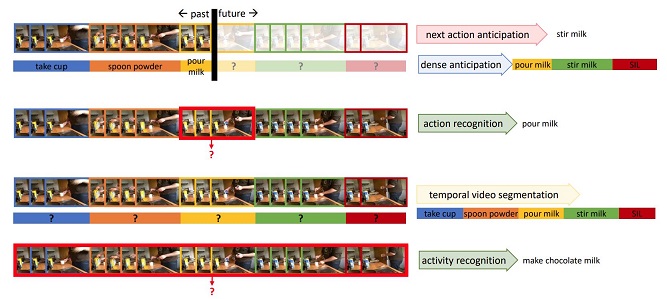 ← past future →
next action anticipation stir milk
take cup spoon powder pour milk ? ? ?
dense anticipation pour milk stir milk SIL
action recognition pour milk
?
temporal video segmentation
? ? ? ? ?
take cup spoon powder pour milk stir milk SIL
activity recognition make chocolate milk
?